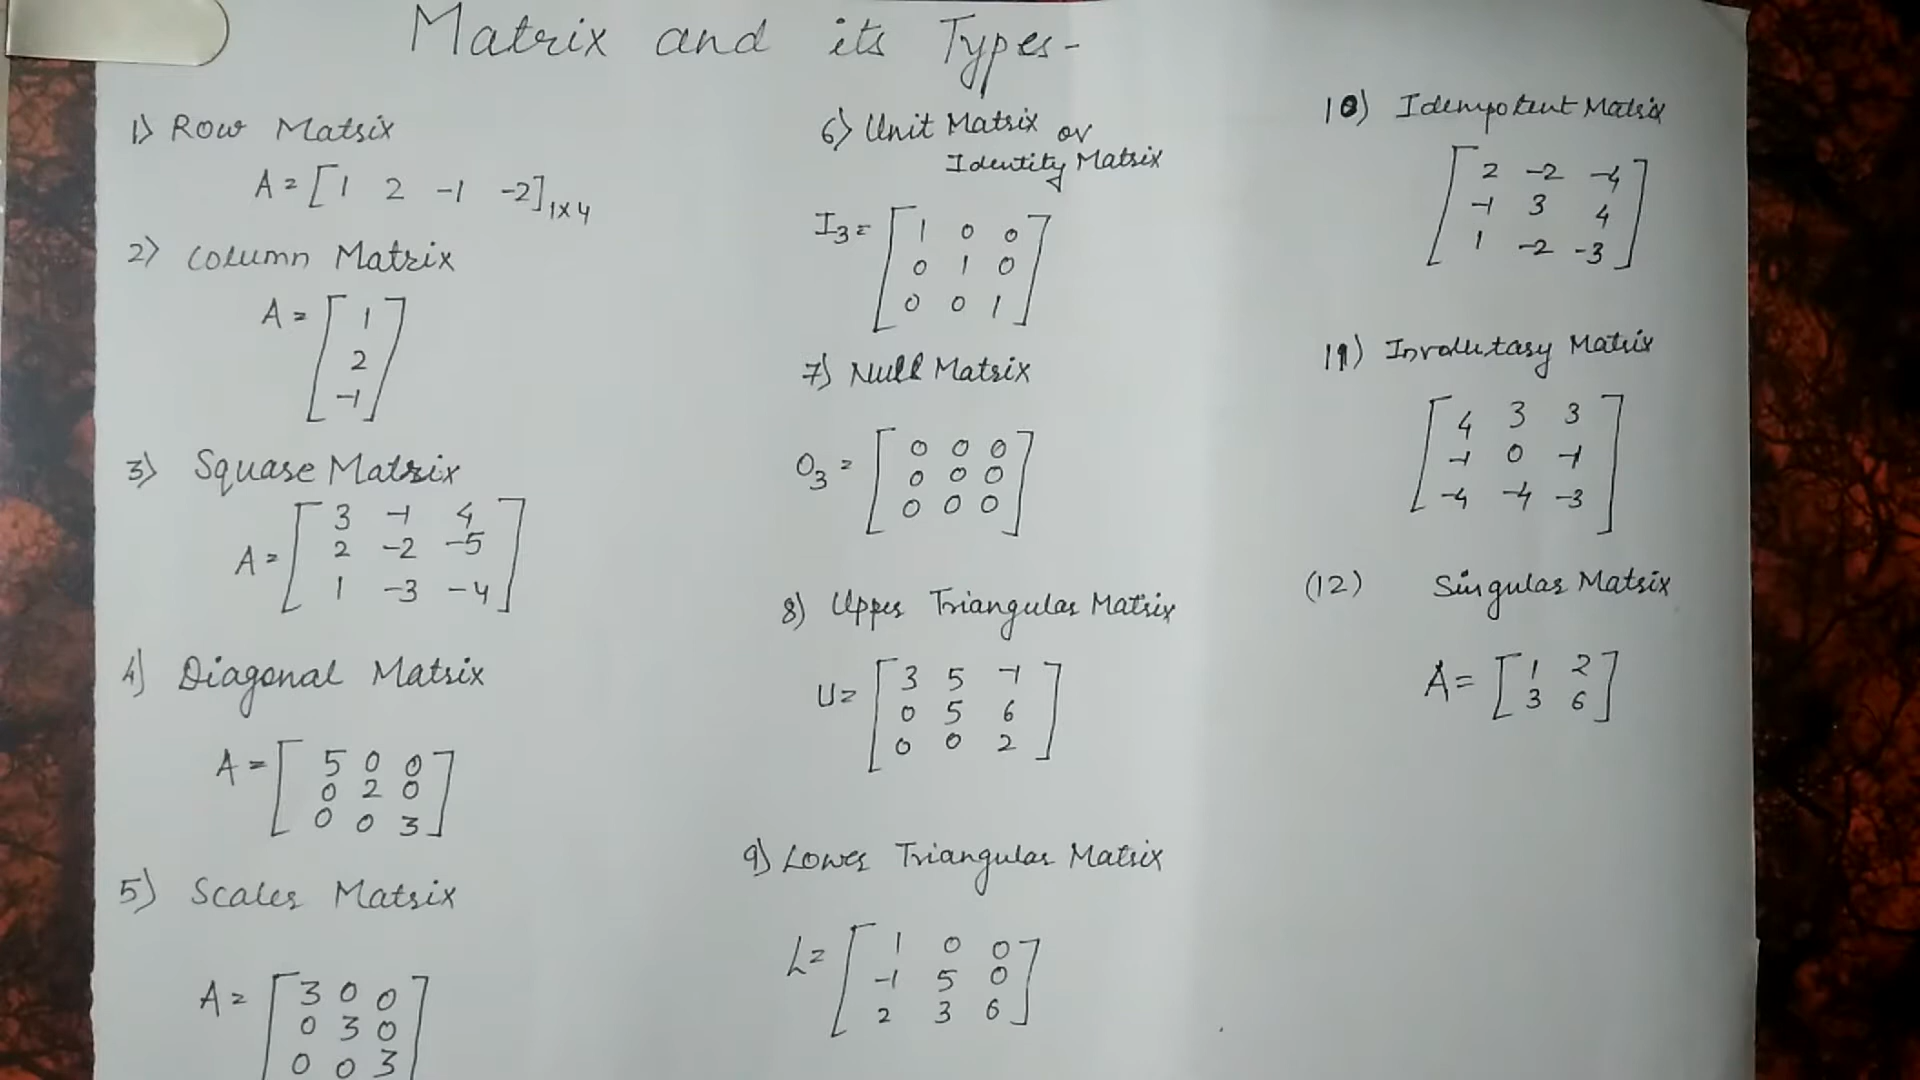 Matrix and its Types-
1) Row Matrix
A = [1 2 -1 -2]1×4
2) Column Matrix
A = [1
2
-1]
3) Square Matrix
A = [3 -1 4
2 -2 -5
1 -3 -4]
4) Diagonal Matrix
A = [5 0 0
0 2 0
0 0 3]
5) Scaler Matrix
A = [3 0 0
0 3 0
0 0 3
6) Unit Matrix or
Identity Matrix
I3 = [1 0 0
0 1 0
0 0 1]
7) Null Matrix
O3 = [0 0 0
0 0 0
0 0 0]
8) Upper Triangular Matrix
U = [3 5 -1
0 5 6
0 0 2]
9) Lower Triangular Matrix
L = [1 0 0
-1 5 0
2 3 6]
10) Idempotent Matrix
[2 -2 -4
-1 3 4
1 -2 -3]
11) Involutary Matrix
[4 3 3
-1 0 -1
-4 -4 -3]
(12) Singular Matrix
A = [1 2
3 6]